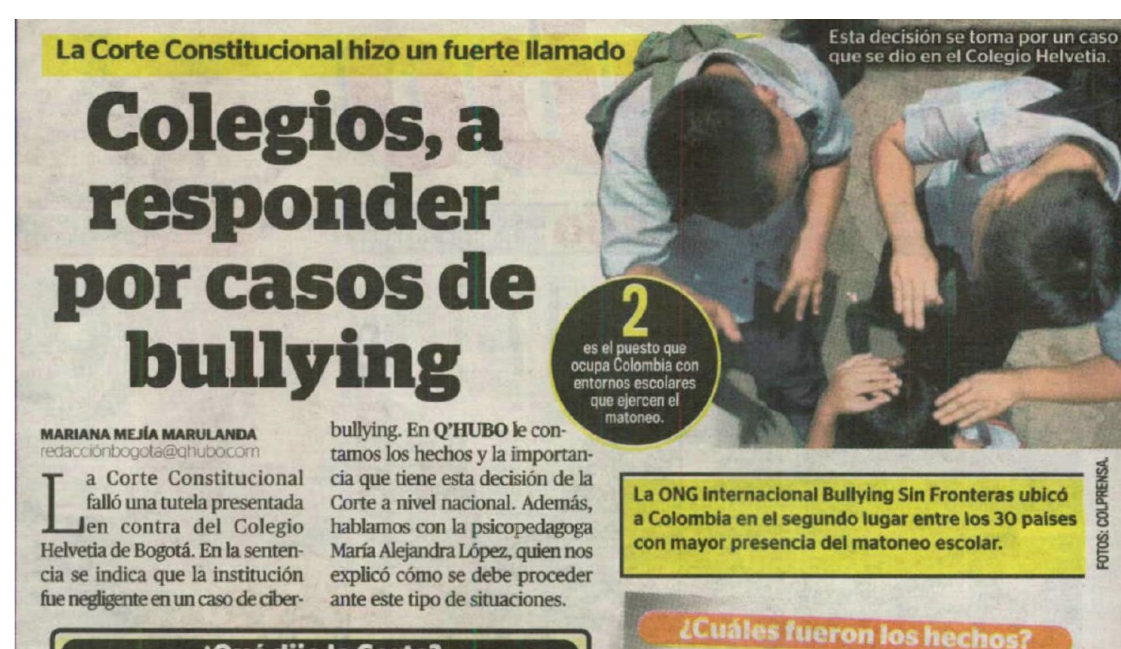 La Corte Constitucional hizo un fuerte llamado
Esta decisión se toma por un caso
que se dio en el Colegio Helvetia.
Colegios, a
responder
por casos de
bullying
2
es el puesto que
ocupa Colombia con
entornos escolares
que ejercen el
matoneo.
MARIANA MEJÍA MARULANDA
redacciónbogota@qhubo.com
La Corte Constitucional
falló una tutela presentada
en contra del Colegio
Helvetia de Bogotá. En la senten-
cia se indica que la institución
fue negligente en un caso de ciber-
bullying. En Q'HUBO le con-
tamos los hechos y la importan-
cia que tiene esta decisión de la
Corte a nivel nacional. Además,
hablamos con la psicopedagoga
María Alejandra López, quien nos
explicó cómo se debe proceder
ante este tipo de situaciones.
La ONG internacional Bullying Sin Fronteras ubicó
a Colombia en el segundo lugar entre los 30 países
con mayor presencia del matoneo escolar.
FOTOS: COLPRENSA.
¿Cuáles fueron los hechos?
¿Qué dijo la Corte?